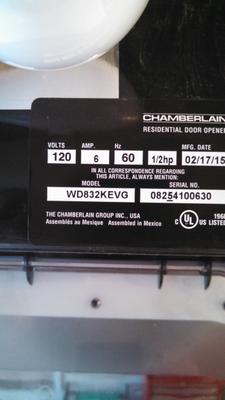 CHAMBERLAIN
RESIDENTIAL DOOR OPENER
VOLTS AMP. Hz MFG. DATE
120 6 60 1/2hp 02/17/15
IN ALL CORRESPONDENCE REGARDING
THIS ARTICLE, ALWAYS MENTION:
MODEL SERIAL NO.
WD832KEVG 08254100630
THE CHAMBERLAIN GROUP INC., USA
Assemblés au Mexique Assembled in Mexico
C UL US LISTED